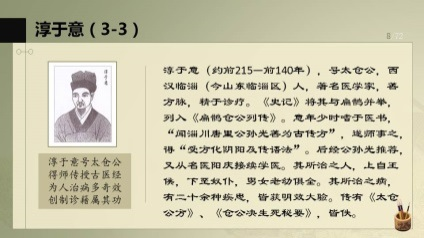 淳于意（3-3）
8/12
淳于意
淳于意号太仓公
得师传授古医经
为人治病多奇效
创制诊籍属其功
淳于意（约前215—前140年），号太仓公，西
汉临淄（今山东临淄区）人，著名医学家，善
方脉，精于诊疗。《史记》将其与扁鹊并举，
列入《扁鹊仓公列传》。意年少时嗜于医书，
“闻淄川唐里公孙光善为古传方”，遂师事之，
得“受方化阴阳及传语法”。后经公孙光推荐，
又从名医阳庆接续学医。其所治之人，上自王
侯，下至奴仆，男女老幼俱全。其所治之病，
有二十余种疾患，皆获明效大验。传有《太仓
公方》、《仓公决生死秘要》，皆佚。